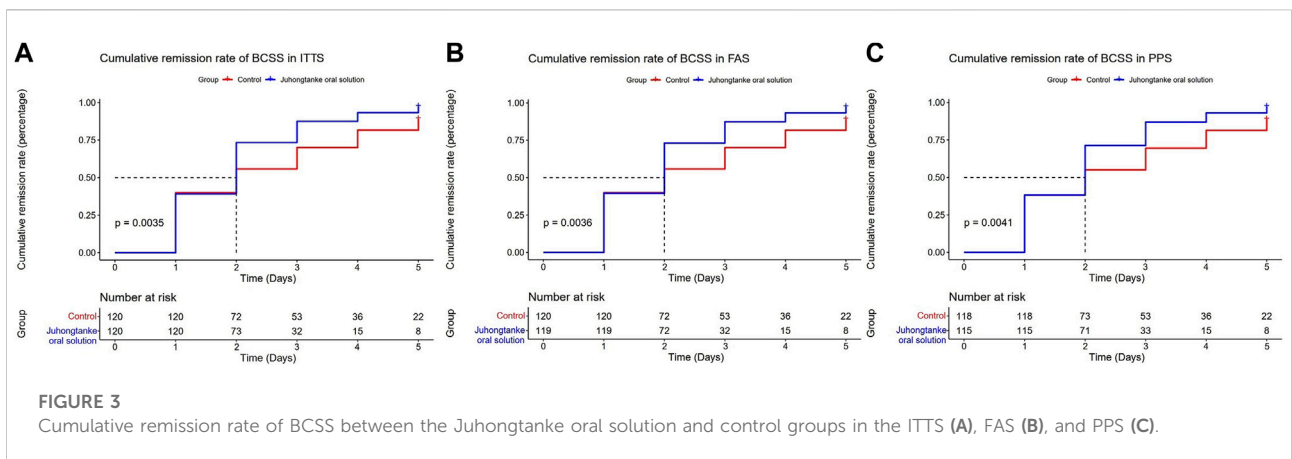 A
Cumulative remission rate of BCSS in ITTS
Group Control Juhongtanke oral solution
Cumulative remission rate (percentage)
1.00
0.75
0.50
0.25
0.00
p = 0.0035
0 1 2 3 4 5
Time (Days)
Number at risk
Group
Control 120 120 72 53 36 22
Juhongtanke oral solution 120 120 73 32 15 8
0 1 2 3 4 5
Time (Days)
B
Cumulative remission rate of BCSS in FAS
Group Control Juhongtanke oral solution
Cumulative remission rate (percentage)
1.00
0.75
0.50
0.25
0.00
p = 0.0036
0 1 2 3 4 5
Time (Days)
Number at risk
Group
Control 120 120 72 53 36 22
Juhongtanke oral solution 119 119 72 32 15 8
0 1 2 3 4 5
Time (Days)
C
Cumulative remission rate of BCSS in PPS
Group Control Juhongtanke oral solution
Cumulative remission rate (percentage)
1.00
0.75
0.50
0.25
0.00
p = 0.0041
0 1 2 3 4 5
Time (Days)
Number at risk
Group
Control 118 118 73 53 36 22
Juhongtanke oral solution 115 115 71 33 15 8
0 1 2 3 4 5
Time (Days)
FIGURE 3
Cumulative remission rate of BCSS between the Juhongtanke oral solution and control groups in the ITTS (A), FAS (B), and PPS (C).